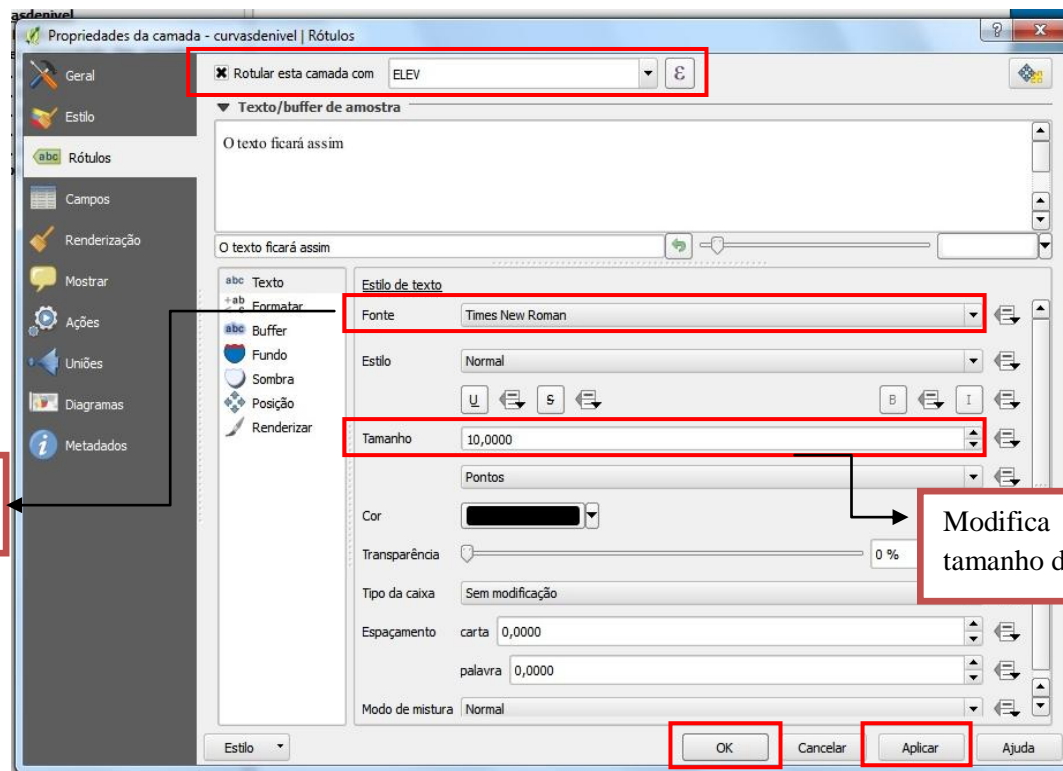 asdenivel
Propriedades da camada - curvasdenivel | Rótulos
Geral
Estilo
Rótulos
Campos
Renderização
Mostrar
Ações
Uniões
Diagramas
Metadados
Rotular esta camada com ELEV ε
Texto/buffer de amostra
O texto ficará assim
O texto ficará assim
abc Texto
Formatar
abc Buffer
Fundo
Sombra
Posição
Renderizar
Estilo de texto
Fonte Times New Roman
Estilo Normal
U S B I
Tamanho 10,0000
Pontos
Cor
Transparência 0 %
Tipo da caixa Sem modificação
Espaçamento carta 0,0000
palavra 0,0000
Modo de mistura Normal
Modifica
tamanho d
Estilo OK Cancelar Aplicar Ajuda